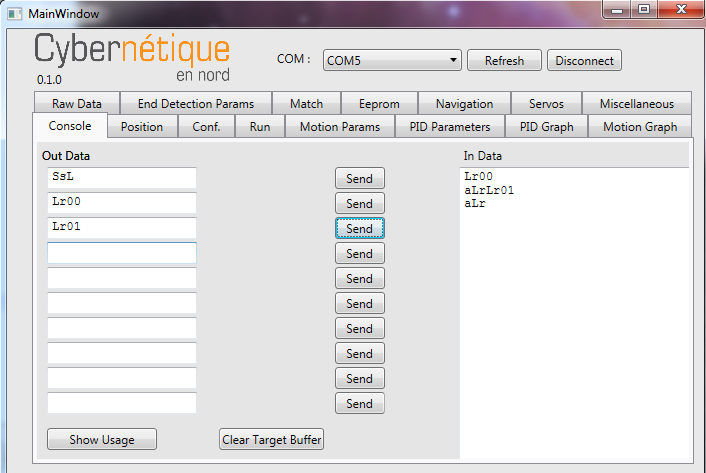 MainWindow
Cybernétique
en nord
0.1.0
COM :
COM5
Refresh
Disconnect
Raw Data
End Detection Params
Match
Eeprom
Navigation
Servos
Miscellaneous
Console
Position
Conf.
Run
Motion Params
PID Parameters
PID Graph
Motion Graph
Out Data
SsL
Send
Lr00
Send
Lr01
Send
Send
Send
Send
Send
Send
Send
Send
Show Usage
Clear Target Buffer
In Data
Lr00
aLrLr01
aLr